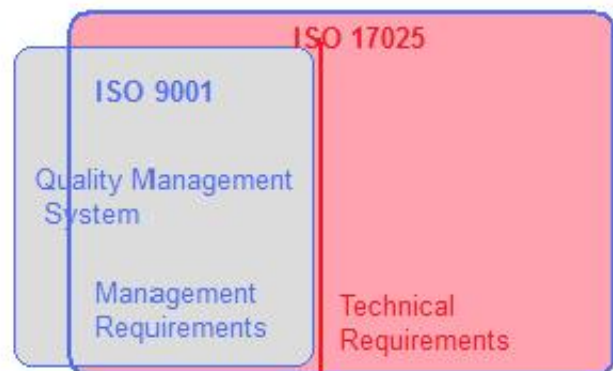 ISO 17025
ISO 9001
Quality Management
System
Management
Requirements
Technical
Requirements